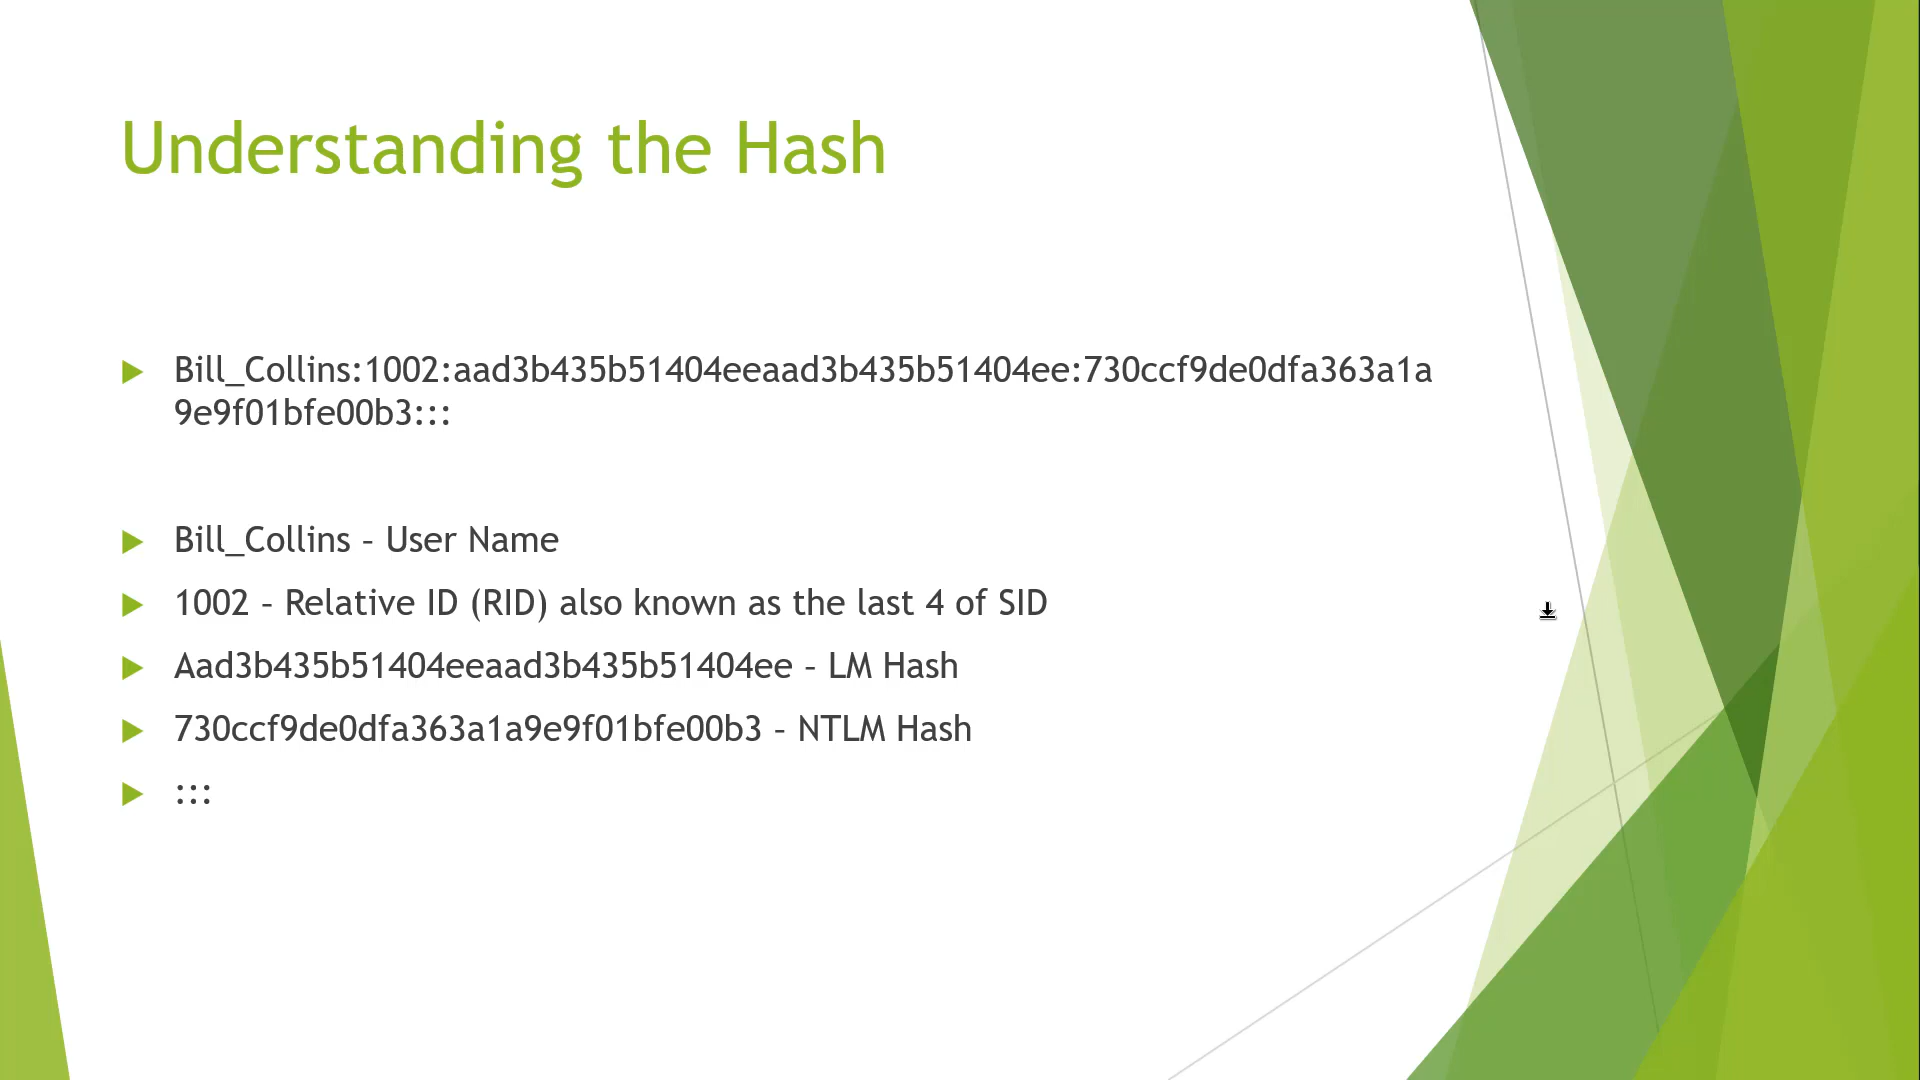 Understanding the Hash
Bill_Collins:1002:aad3b435b51404eeaad3b435b51404ee:730ccf9de0dfa363a1a
9e9f01bfe00b3:::
Bill_Collins – User Name
1002 – Relative ID (RID) also known as the last 4 of SID
Aad3b435b51404eeaad3b435b51404ee – LM Hash
730ccf9de0dfa363a1a9e9f01bfe00b3 – NTLM Hash
:::